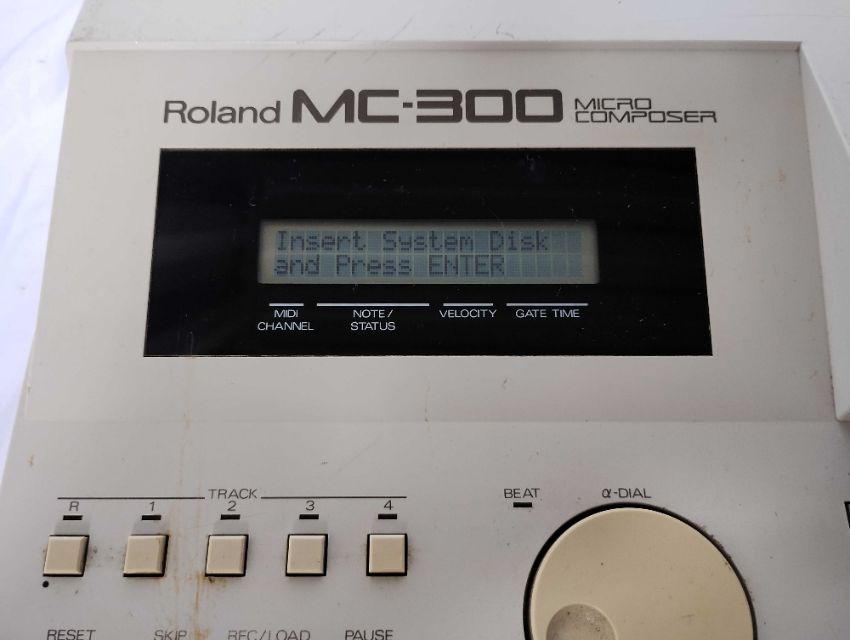 Roland MC-300 MICRO COMPOSER
Insert System Disk
and Press ENTER
MIDI CHANNEL
NOTE/ STATUS
VELOCITY
GATE TIME
TRACK
R 1 2 3 4
BEAT
α-DIAL
RESET SKIP REC/LOAD PAUSE